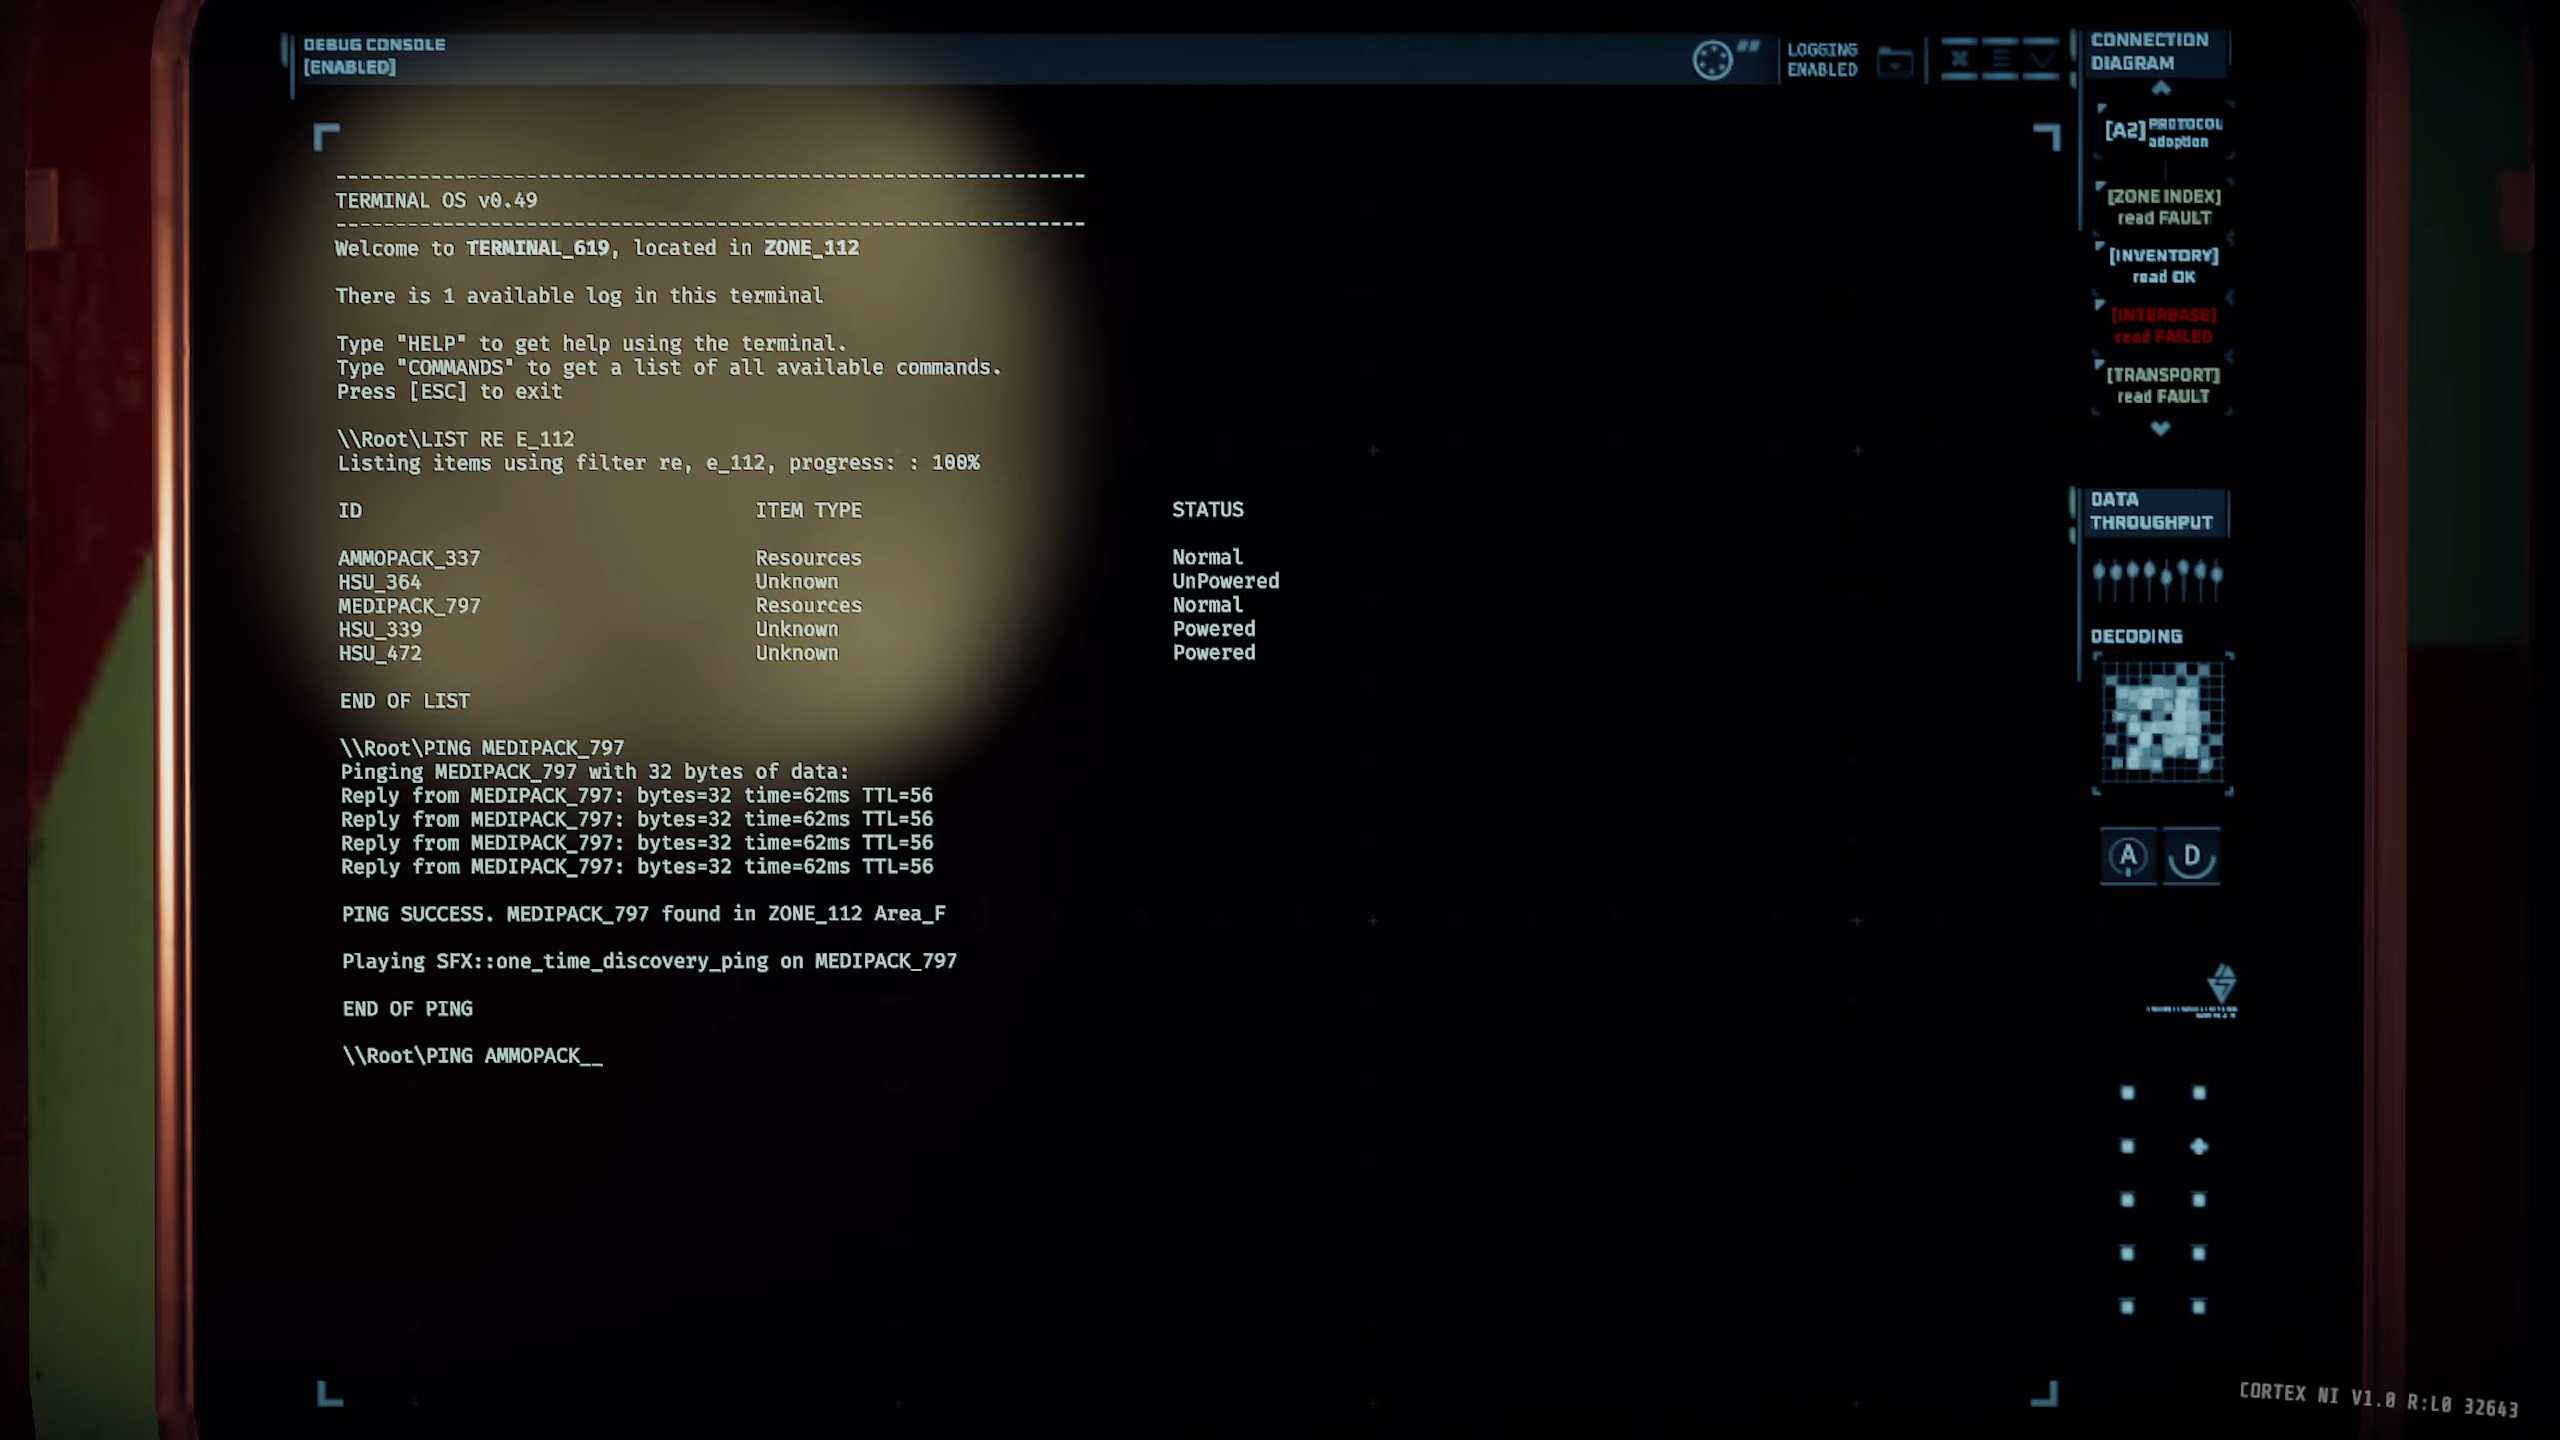 DEBUG CONSOLE
[ENABLED]
LOGGING
ENABLED
CONNECTION
DIAGRAM
[A2] PROTOCOL
adoption
[ZONE INDEX]
read FAULT
[INVENTORY]
read OK
[INTERBASE]
read FAILED
[TRANSPORT]
read FAULT
DATA
THROUGHPUT
DECODING
A D
---------------------------------------------------------------
TERMINAL OS v0.49
---------------------------------------------------------------
Welcome to TERMINAL_619, located in ZONE_112
There is 1 available log in this terminal
Type "HELP" to get help using the terminal.
Type "COMMANDS" to get a list of all available commands.
Press [ESC] to exit
\\Root\LIST RE E_112
Listing items using filter re, e_112, progress: : 100%
ID ITEM TYPE STATUS
AMMOPACK_337 Resources Normal
HSU_364 Unknown UnPowered
MEDIPACK_797 Resources Normal
HSU_339 Unknown Powered
HSU_472 Unknown Powered
END OF LIST
\\Root\PING MEDIPACK_797
Pinging MEDIPACK_797 with 32 bytes of data:
Reply from MEDIPACK_797: bytes=32 time=62ms TTL=56
Reply from MEDIPACK_797: bytes=32 time=62ms TTL=56
Reply from MEDIPACK_797: bytes=32 time=62ms TTL=56
Reply from MEDIPACK_797: bytes=32 time=62ms TTL=56
PING SUCCESS. MEDIPACK_797 found in ZONE_112 Area_F
Playing SFX::one_time_discovery_ping on MEDIPACK_797
END OF PING
\\Root\PING AMMOPACK__
CORTEX NI V1.0 R:L0 32643